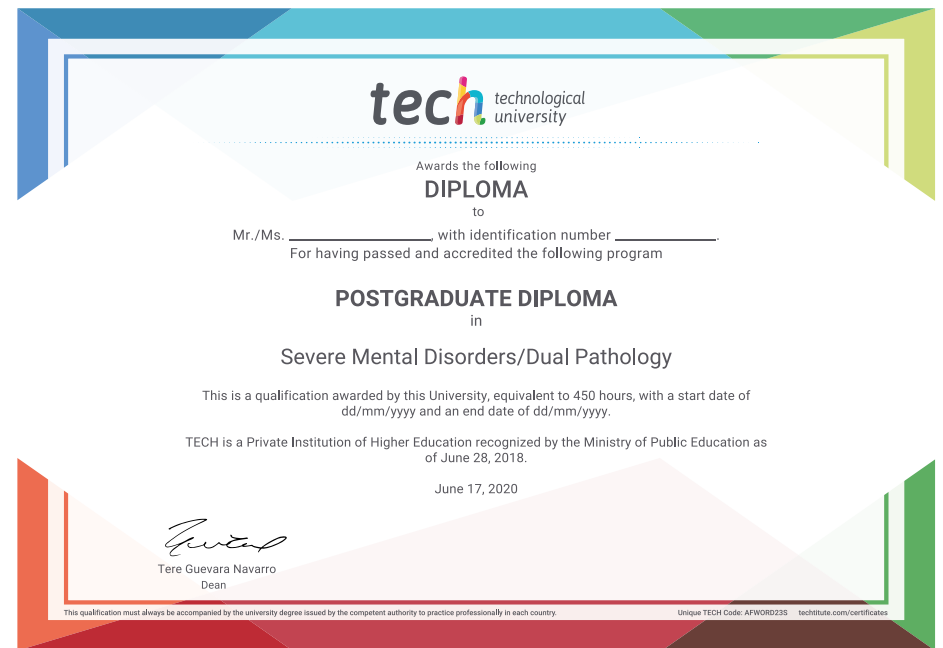 tech technological
university
Awards the following
DIPLOMA
to
Mr./Ms. _______________, with identification number ___________.
For having passed and accredited the following program
POSTGRADUATE DIPLOMA
in
Severe Mental Disorders/Dual Pathology
This is a qualification awarded by this University, equivalent to 450 hours, with a start date of
dd/mm/yyyy and an end date of dd/mm/yyyy.
TECH is a Private Institution of Higher Education recognized by the Ministry of Public Education as
of June 28, 2018.
June 17, 2020
Tere Guevara Navarro
Dean
This qualification must always be accompanied by the university degree issued by the competent authority to practice professionally in each country. Unique TECH Code: AFWORD23S techtitute.com/certificates